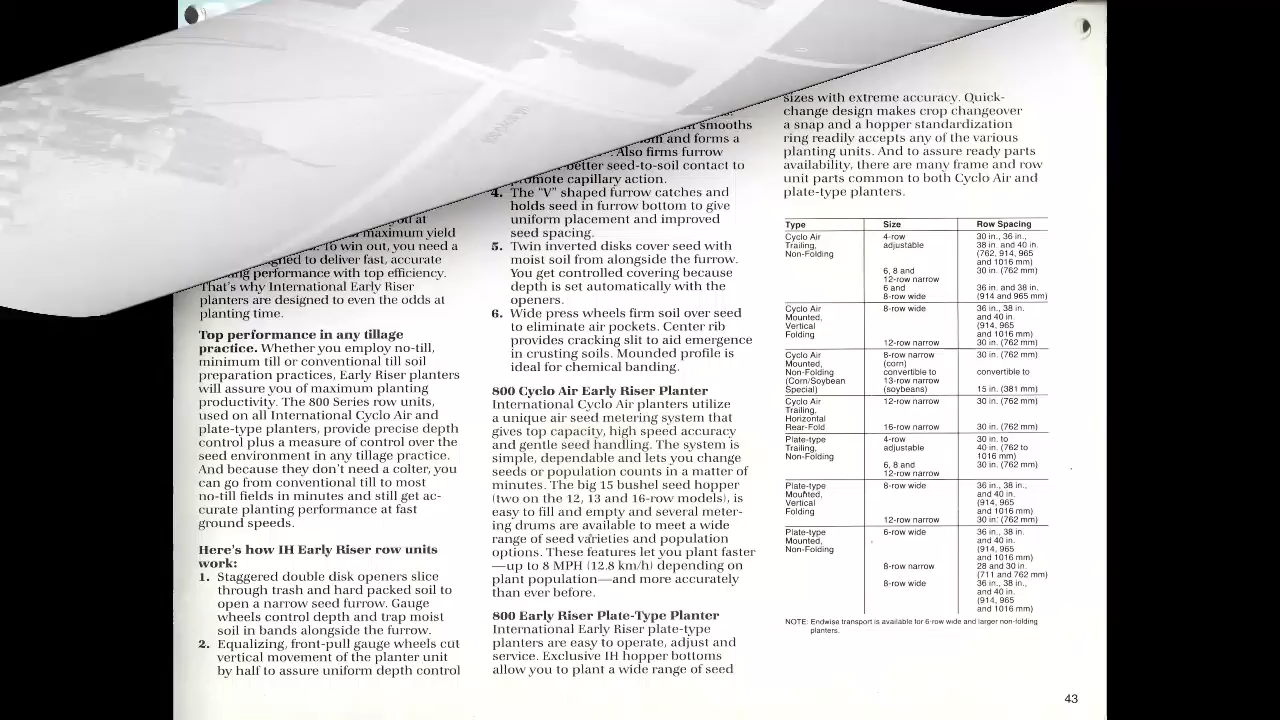 you at
maximum yield
To win out, you need a
to deliver fast, accurate
performance with top efficiency.
That's why International Early Riser
planters are designed to even the odds at
planting time.
Top performance in any tillage
practice. Whether you employ no-till,
minimum till or conventional till soil
preparation practices, Early Riser planters
will assure you of maximum planting
productivity. The 800 Series row units,
used on all International Cyclo Air and
plate-type planters, provide precise depth
control plus a measure of control over the
seed environment in any tillage practice.
And because they don't need a colter, you
can go from conventional till to most
no-till fields in minutes and still get ac-
curate planting performance at fast
ground speeds.
Here's how IH Early Riser row units
work:
1. Staggered double disk openers slice
through trash and hard packed soil to
open a narrow seed furrow. Gauge
wheels control depth and trap moist
soil in bands alongside the furrow.
2. Equalizing, front-pull gauge wheels cut
vertical movement of the planter unit
by half to assure uniform depth control
smooths
and forms a
Also firms furrow
better seed-to-soil contact to
promote capillary action.
4. The "V" shaped furrow catches and
holds seed in furrow bottom to give
uniform placement and improved
seed spacing.
5. Twin inverted disks cover seed with
moist soil from alongside the furrow.
You get controlled covering because
depth is set automatically with the
openers.
6. Wide press wheels firm soil over seed
to eliminate air pockets. Center rib
provides cracking slit to aid emergence
in crusting soils. Mounded profile is
ideal for chemical banding.
800 Cyclo Air Early Riser Planter
International Cyclo Air planters utilize
a unique air seed metering system that
gives top capacity, high speed accuracy
and gentle seed handling. The system is
simple, dependable and lets you change
seeds or population counts in a matter of
minutes. The big 15 bushel seed hopper
(two on the 12, 13 and 16-row models), is
easy to fill and empty and several meter-
ing drums are available to meet a wide
range of seed varieties and population
options. These features let you plant faster
—up to 8 MPH (12.8 km/h) depending on
plant population—and more accurately
than ever before.
800 Early Riser Plate-Type Planter
International Early Riser plate-type
planters are easy to operate, adjust and
service. Exclusive IH hopper bottoms
allow you to plant a wide range of seed
sizes with extreme accuracy. Quick-
change design makes crop changeover
a snap and a hopper standardization
ring readily accepts any of the various
planting units. And to assure ready parts
availability, there are many frame and row
unit parts common to both Cyclo Air and
plate-type planters.
Type Size Row Spacing
Cyclo Air 4-row 30 in., 36 in.,
Trailing, adjustable 38 in. and 40 in.
Non-Folding (762, 914, 965
and 1016 mm)
6, 8 and 30 in. (762 mm)
12-row narrow
6 and 36 in. and 38 in.
8-row wide (914 and 965 mm)
Cyclo Air 8-row wide 36 in., 38 in.
Mounted, and 40 in.
Vertical (914, 965
Folding and 1016 mm)
12-row narrow 30 in. (762 mm)
Cyclo Air 8-row narrow 30 in. (762 mm)
Mounted, (corn)
Non-Folding convertible to convertible to
(Corn/Soybean 13-row narrow
Special) (soybeans) 15 in. (381 mm)
Cyclo Air 12-row narrow 30 in. (762 mm)
Trailing,
Horizontal
Rear-Fold 16-row narrow 30 in. (762 mm)
Plate-type 4-row 30 in. to
Trailing, adjustable 40 in. (762 to
Non-Folding 1016 mm)
6, 8 and 30 in. (762 mm)
12-row narrow
Plate-type 8-row wide 36 in., 38 in.,
Mounted, and 40 in.
Vertical (914, 965
Folding and 1016 mm)
12-row narrow 30 in. (762 mm)
Plate-type 6-row wide 36 in., 38 in.
Mounted, and 40 in.
Non-Folding (914, 965
and 1016 mm)
8-row narrow 28 and 30 in.
(711 and 762 mm)
8-row wide 36 in., 38 in.,
and 40 in.
(914, 965
and 1016 mm)
NOTE: Endwise transport is available for 6-row wide and larger non-folding
planters.
43